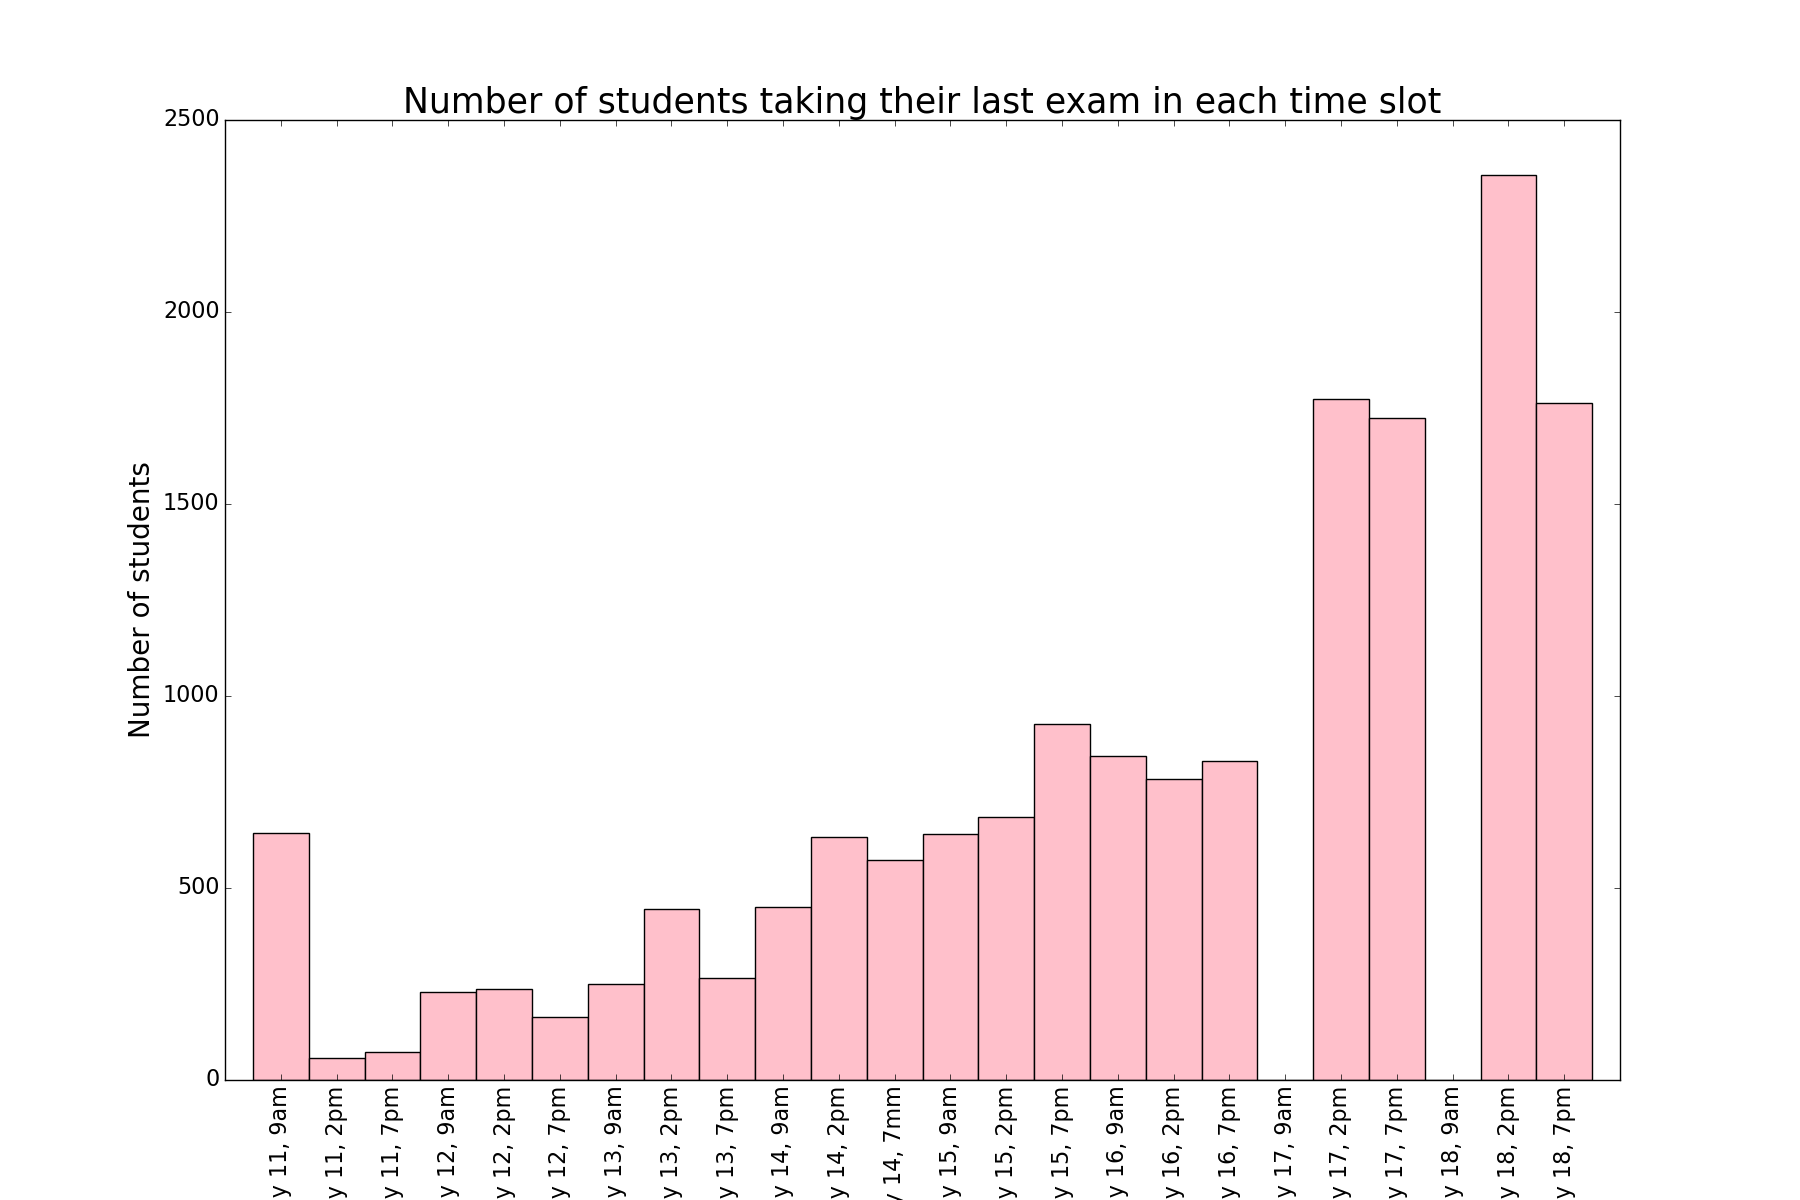 Number of students taking their last exam in each time slot
Number of students
2500
2000
1500
1000
500
0
y 11, 9am
y 11, 2pm
y 11, 7pm
y 12, 9am
y 12, 2pm
y 12, 7pm
y 13, 9am
y 13, 2pm
y 13, 7pm
y 14, 9am
y 14, 2pm
y 14, 7mm
y 15, 9am
y 15, 2pm
y 15, 7pm
y 16, 9am
y 16, 2pm
y 16, 7pm
y 17, 9am
y 17, 2pm
y 17, 7pm
y 18, 9am
y 18, 2pm
y 18, 7pm